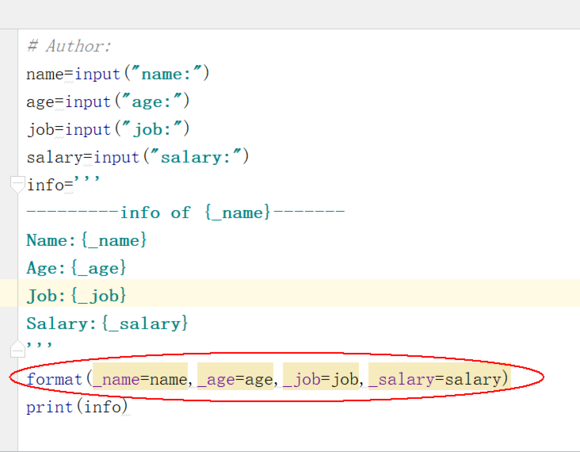 # Author:
name=input("name:")
age=input("age:")
job=input("job:")
salary=input("salary:")
info='''
---------info of {_name}-------
Name:{_name}
Age:{_age}
Job:{_job}
Salary:{_salary}
'''
format(_name=name,_age=age,_job=job,_salary=salary)
print(info)